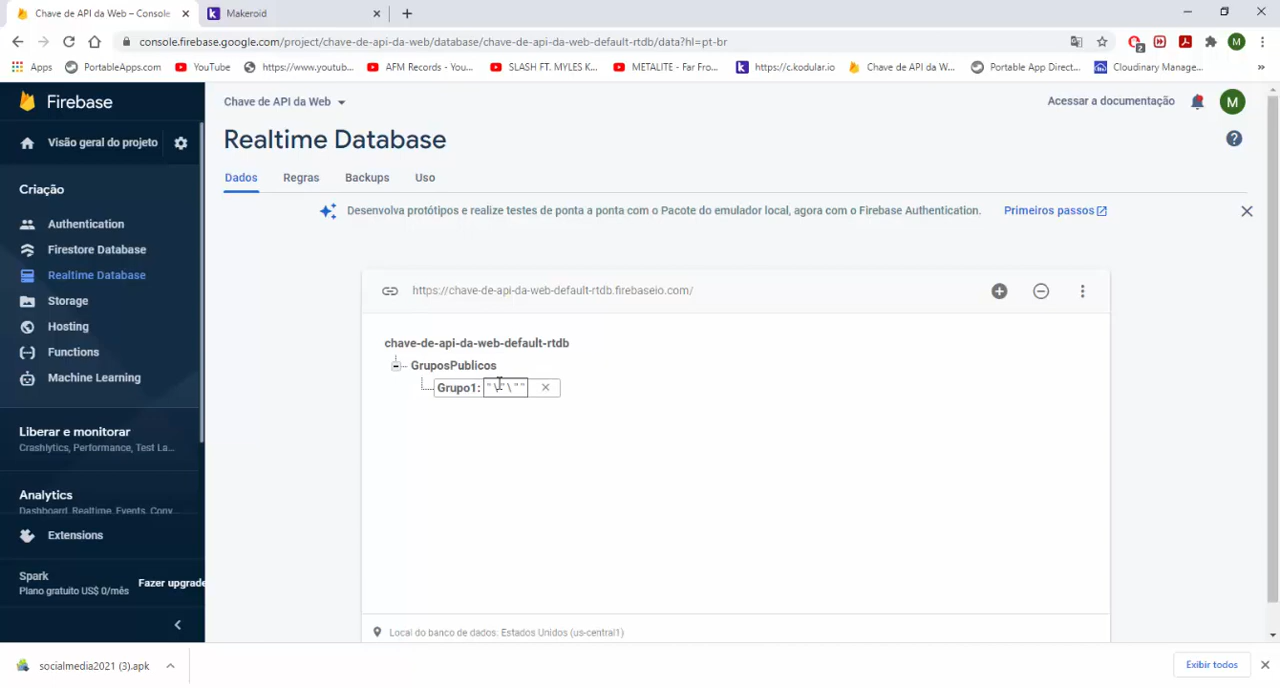 Chave de API da Web – Console
Makeroid
console.firebase.google.com/project/chave-de-api-da-web/database/chave-de-api-da-web-default-rtdb/data?hl=pt-br
2
M
Apps
PortableApps.com
YouTube
https://www.youtub...
AFM Records - You...
SLASH FT. MYLES K...
METALITE - Far Fro...
https://c.kodular.io
Chave de API da W...
Portable App Direct...
Cloudinary Manage...
»
Firebase
Chave de API da Web
Acessar a documentação
M
Visão geral do projeto
Realtime Database
?
Dados
Regras
Backups
Uso
Criação
Desenvolva protótipos e realize testes de ponta a ponta com o Pacote do emulador local, agora com o Firebase Authentication.
Primeiros passos
Authentication
Firestore Database
Realtime Database
Storage
Hosting
Functions
Machine Learning
https://chave-de-api-da-web-default-rtdb.firebaseio.com/
chave-de-api-da-web-default-rtdb
GruposPublicos
Grupo1: "\"\""
Liberar e monitorar
Crashlytics, Performance, Test La...
Analytics
Dashboard, Realtime, Events, Conv...
Extensions
Spark
Plano gratuito US$ 0/mês
Fazer upgrade
Local do banco de dados: Estados Unidos (us-central1)
socialmedia2021 (3).apk
Exibir todos